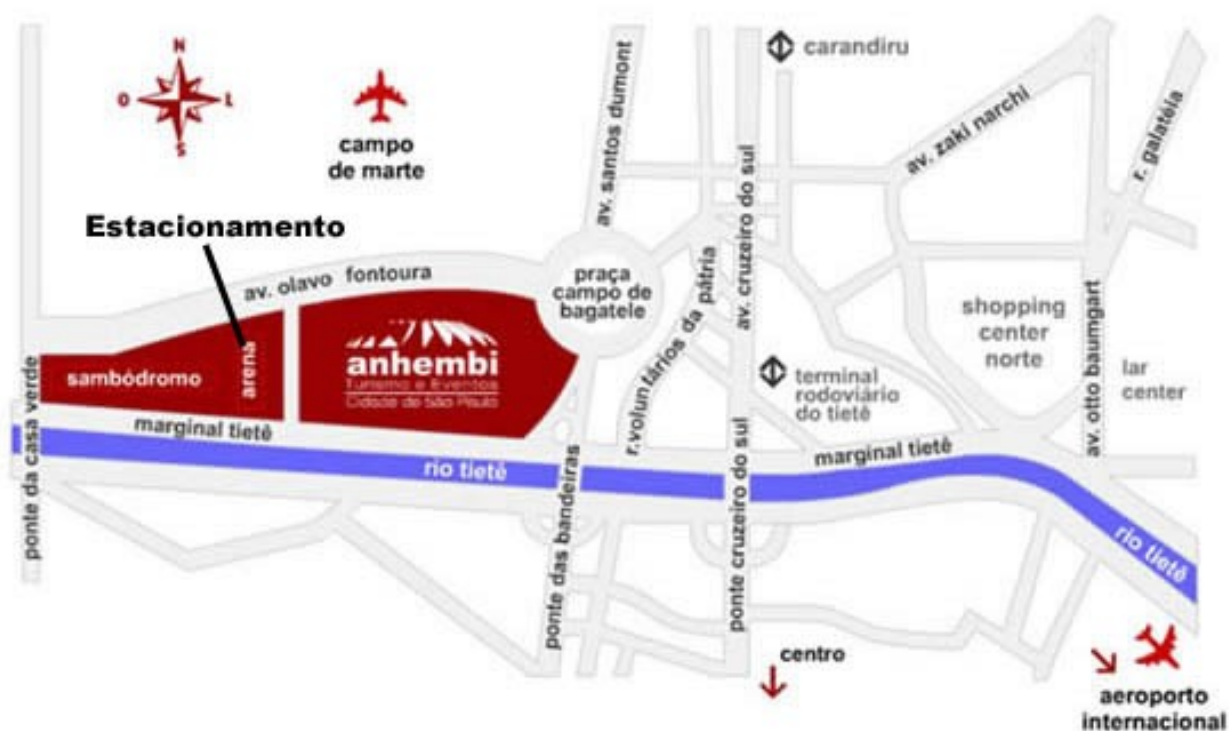 N
O
L
S
campo
de marte
Estacionamento
av. olavo fontoura
sambódromo
arena
anhembi
Turismo e Eventos
Cidade de São Paulo
marginal tietê
rio tietê
ponte da casa verde
ponte das bandeiras
av. santos dumont
praça
campo de
bagatele
r.voluntários da pátria
av. cruzeiro do sul
ponte cruzeiro do sul
carandiru
av. zaki narchi
r. galatéia
shopping
center
norte
av. otto baumgart
lar
center
terminal
rodoviário
do tietê
marginal tietê
rio tietê
centro
aeroporto
internacional